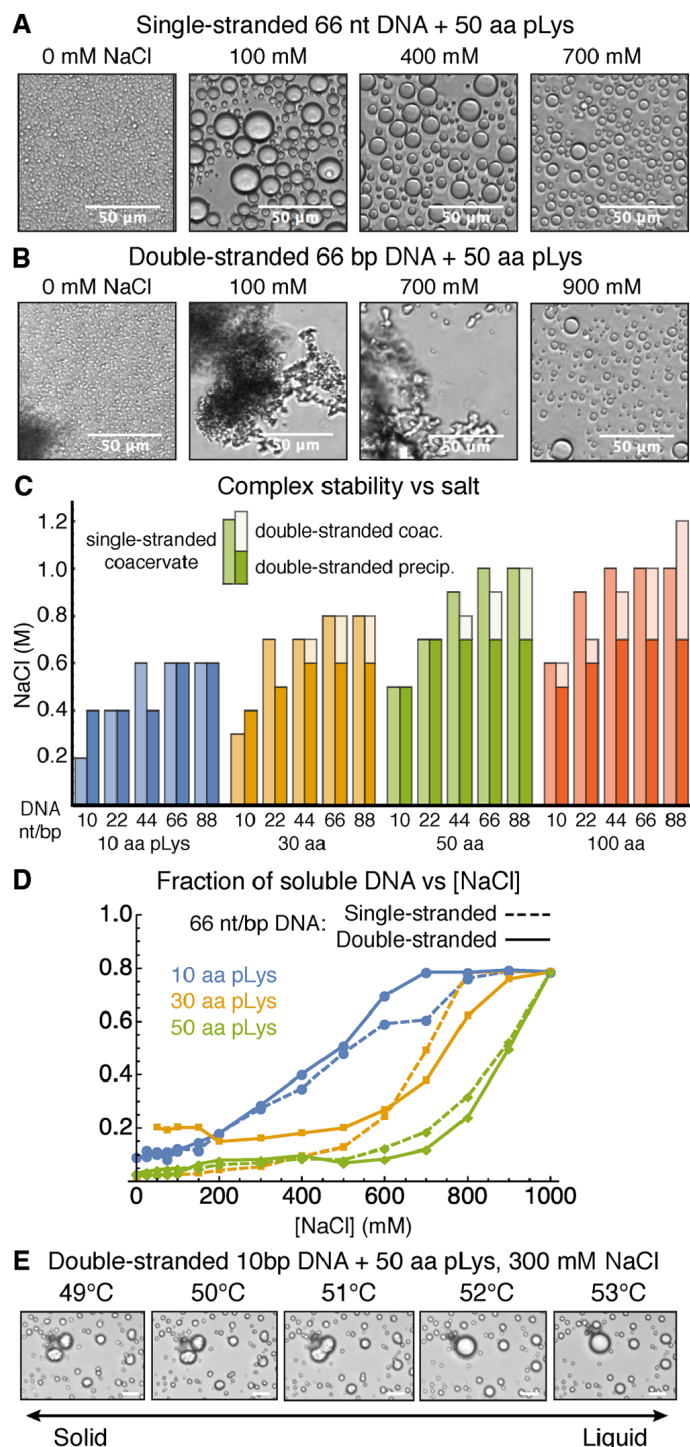 A Single-stranded 66 nt DNA + 50 aa pLys
0 mM NaCl 100 mM 400 mM 700 mM
50 µm 50 µm 50 µm 50 µm
B Double-stranded 66 bp DNA + 50 aa pLys
0 mM NaCl 100 mM 700 mM 900 mM
50 µm 50 µm 50 µm 50 µm
C Complex stability vs salt
single-stranded
coacervate
double-stranded coac.
double-stranded precip.
NaCl (M)
1.2
1.0
0.8
0.6
0.4
0.2
DNA
nt/bp
10 22 44 66 88 10 22 44 66 88 10 22 44 66 88 10 22 44 66 88
10 aa pLys 30 aa 50 aa 100 aa
D Fraction of soluble DNA vs [NaCl]
66 nt/bp DNA: Single-stranded
Double-stranded
10 aa pLys
30 aa pLys
50 aa pLys
1.0
0.8
0.6
0.4
0.2
0 200 400 600 800 1000
[NaCl] (mM)
E Double-stranded 10bp DNA + 50 aa pLys, 300 mM NaCl
49°C 50°C 51°C 52°C 53°C
Solid Liquid